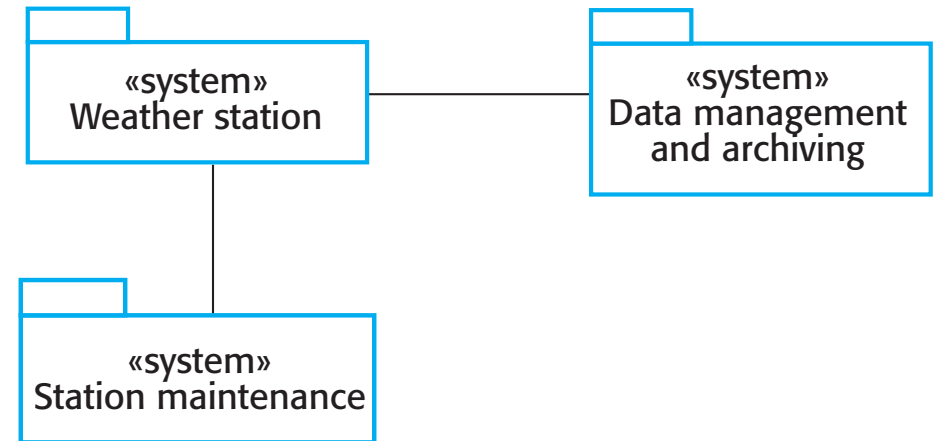 «system»
Weather station
«system»
Data management
and archiving
«system»
Station maintenance